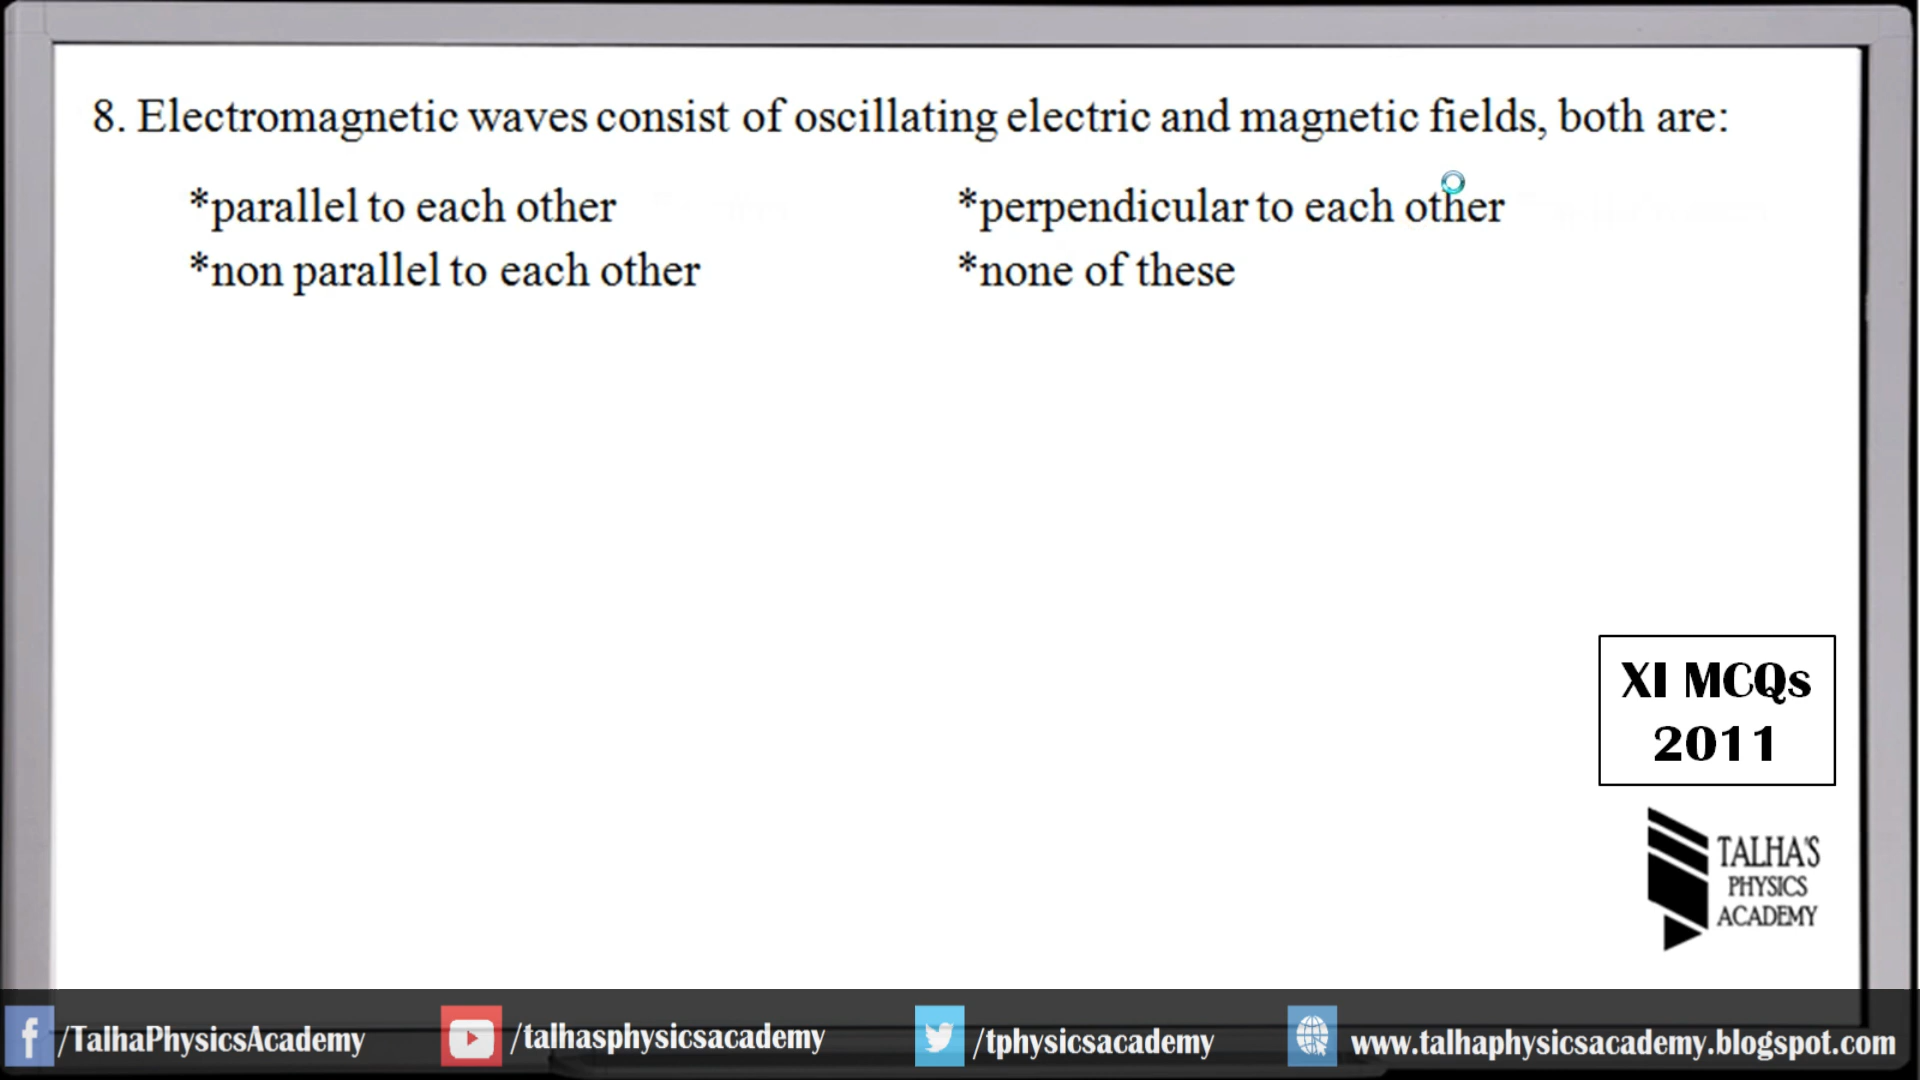 8. Electromagnetic waves consist of oscillating electric and magnetic fields, both are:
*parallel to each other *perpendicular to each other
*non parallel to each other *none of these
XI MCQs
2011
TALHA'S
PHYSICS
ACADEMY
/TalhaPhysicsAcademy /talhasphysicsacademy /tphysicsacademy www.talhaphysicsacademy.blogspot.com